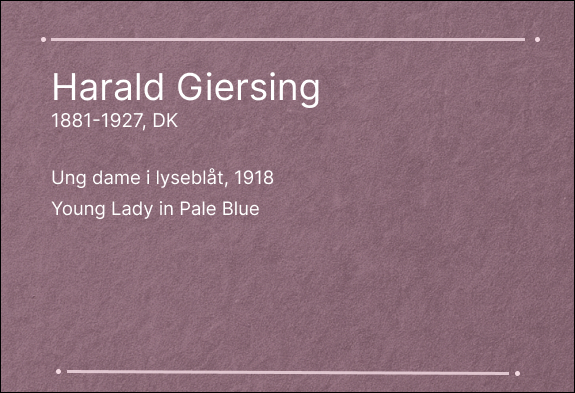 Harald Giersing
1881-1927, DK
Ung dame i lyseblåt, 1918
Young Lady in Pale Blue